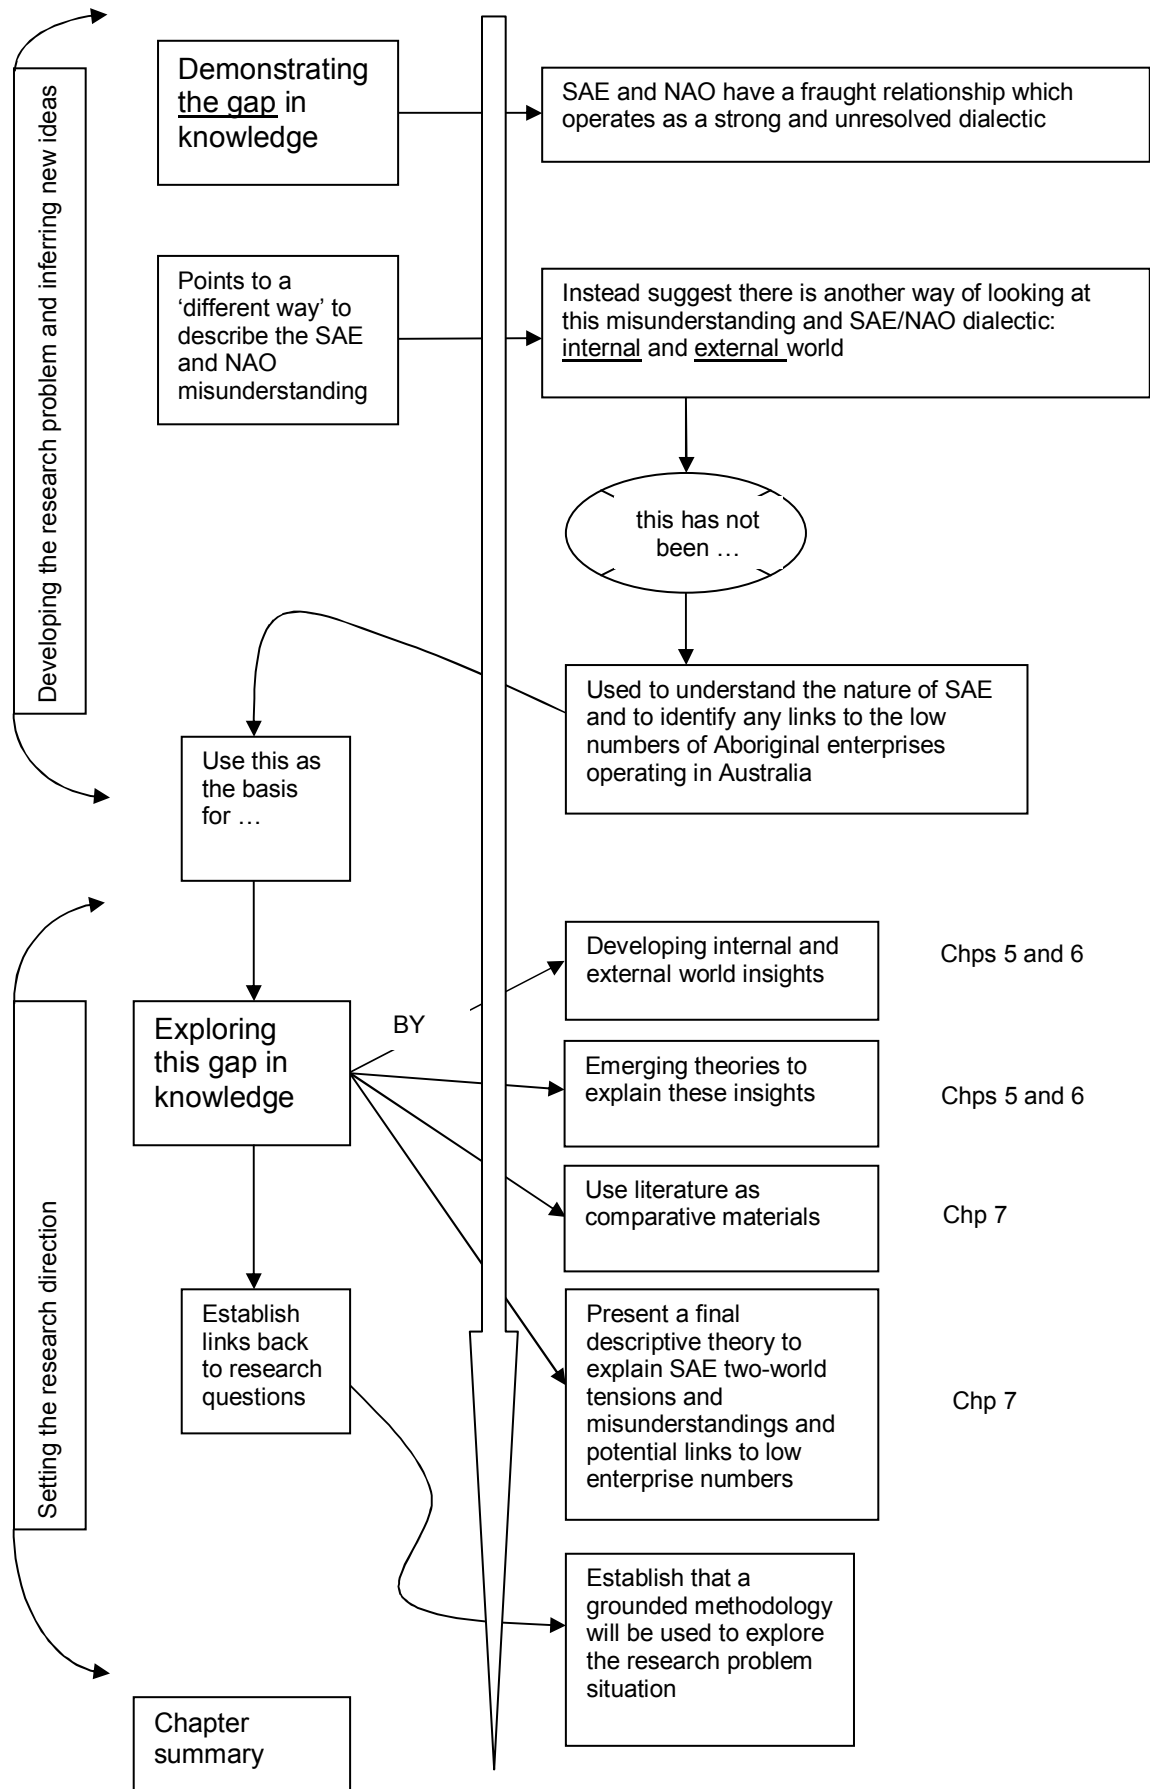 Developing the research problem and inferring new ideas
Demonstrating
the gap in
knowledge
SAE and NAO have a fraught relationship which
operates as a strong and unresolved dialectic
Points to a
‘different way’ to
describe the SAE
and NAO
misunderstanding
Instead suggest there is another way of looking at
this misunderstanding and SAE/NAO dialectic:
internal and external world
this has not
been …
Used to understand the nature of SAE
and to identify any links to the low
numbers of Aboriginal enterprises
operating in Australia
Use this as
the basis
for …
Setting the research direction
Exploring
this gap in
knowledge
BY
Developing internal and
external world insights
Chps 5 and 6
Emerging theories to
explain these insights
Chps 5 and 6
Use literature as
comparative materials
Chp 7
Present a final
descriptive theory to
explain SAE two-world
tensions and
misunderstandings and
potential links to low
enterprise numbers
Chp 7
Establish
links back
to research
questions
Establish that a
grounded methodology
will be used to explore
the research problem
situation
Chapter
summary